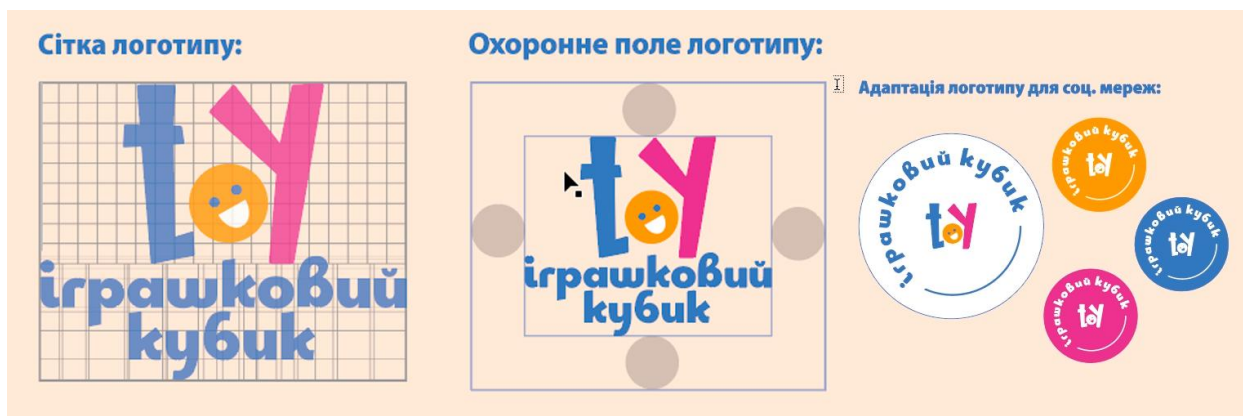 Сітка логотипу:
toy
іграшковий
кубик
Охоронне поле логотипу:
toy
іграшковий
кубик
Адаптація логотипу для соц. мереж:
іграшковий кубик
toy
іграшковий кубик
toy
іграшковий кубик
toy
іграшковий кубик
toy